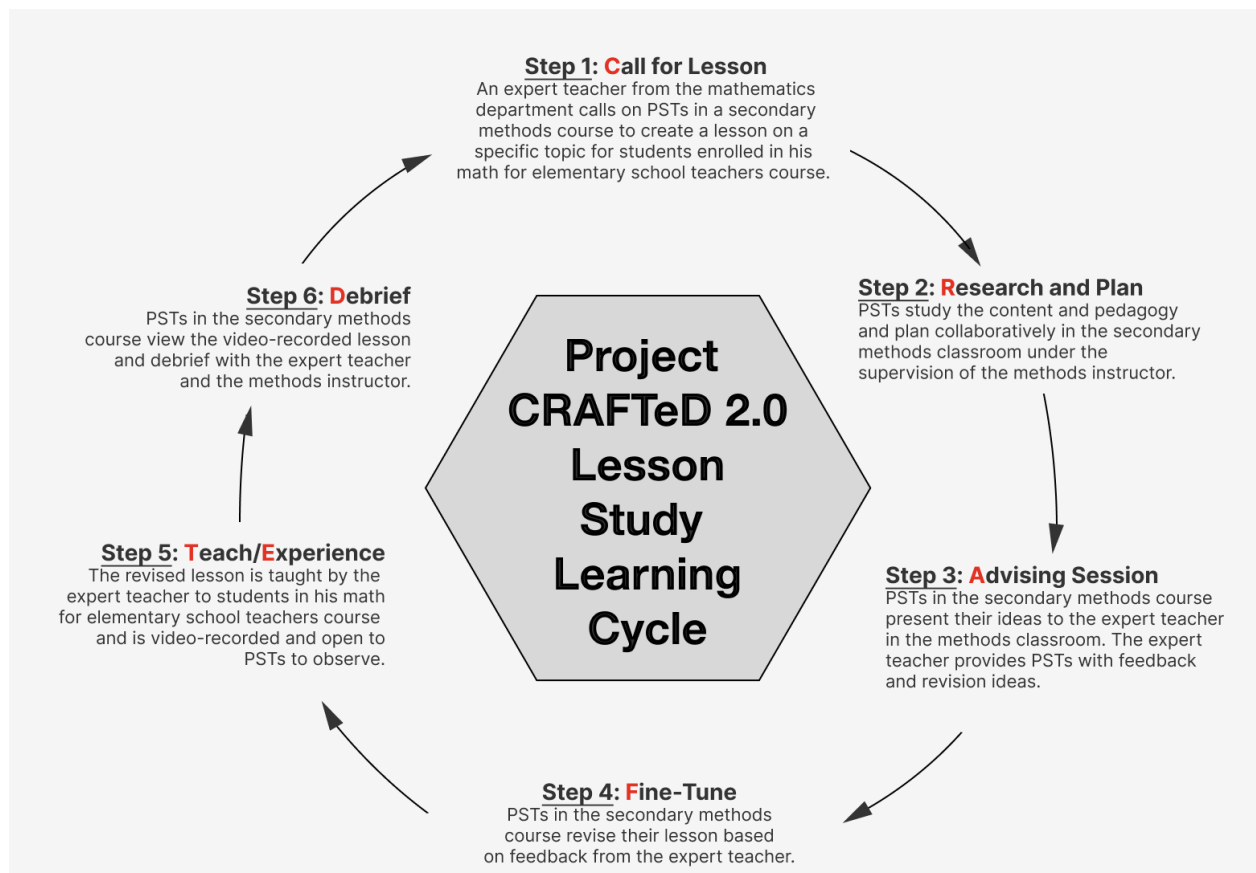 Step 1: Call for Lesson
An expert teacher from the mathematics
department calls on PSTs in a secondary
methods course to create a lesson on a
specific topic for students enrolled in his
math for elementary school teachers course.
Step 2: Research and Plan
PSTs study the content and pedagogy
and plan collaboratively in the secondary
methods classroom under the
supervision of the methods instructor.
Step 3: Advising Session
PSTs in the secondary methods course
present their ideas to the expert teacher
in the methods classroom. The expert
teacher provides PSTs with feedback
and revision ideas.
Step 4: Fine-Tune
PSTs in the secondary methods
course revise their lesson based
on feedback from the expert teacher.
Step 5: Teach/Experience
The revised lesson is taught by the
expert teacher to students in his math
for elementary school teachers course
and is video-recorded and open to
PSTs to observe.
Step 6: Debrief
PSTs in the secondary methods
course view the video-recorded lesson
and debrief with the expert teacher
and the methods instructor.
Project
CRAFTeD 2.0
Lesson
Study
Learning
Cycle